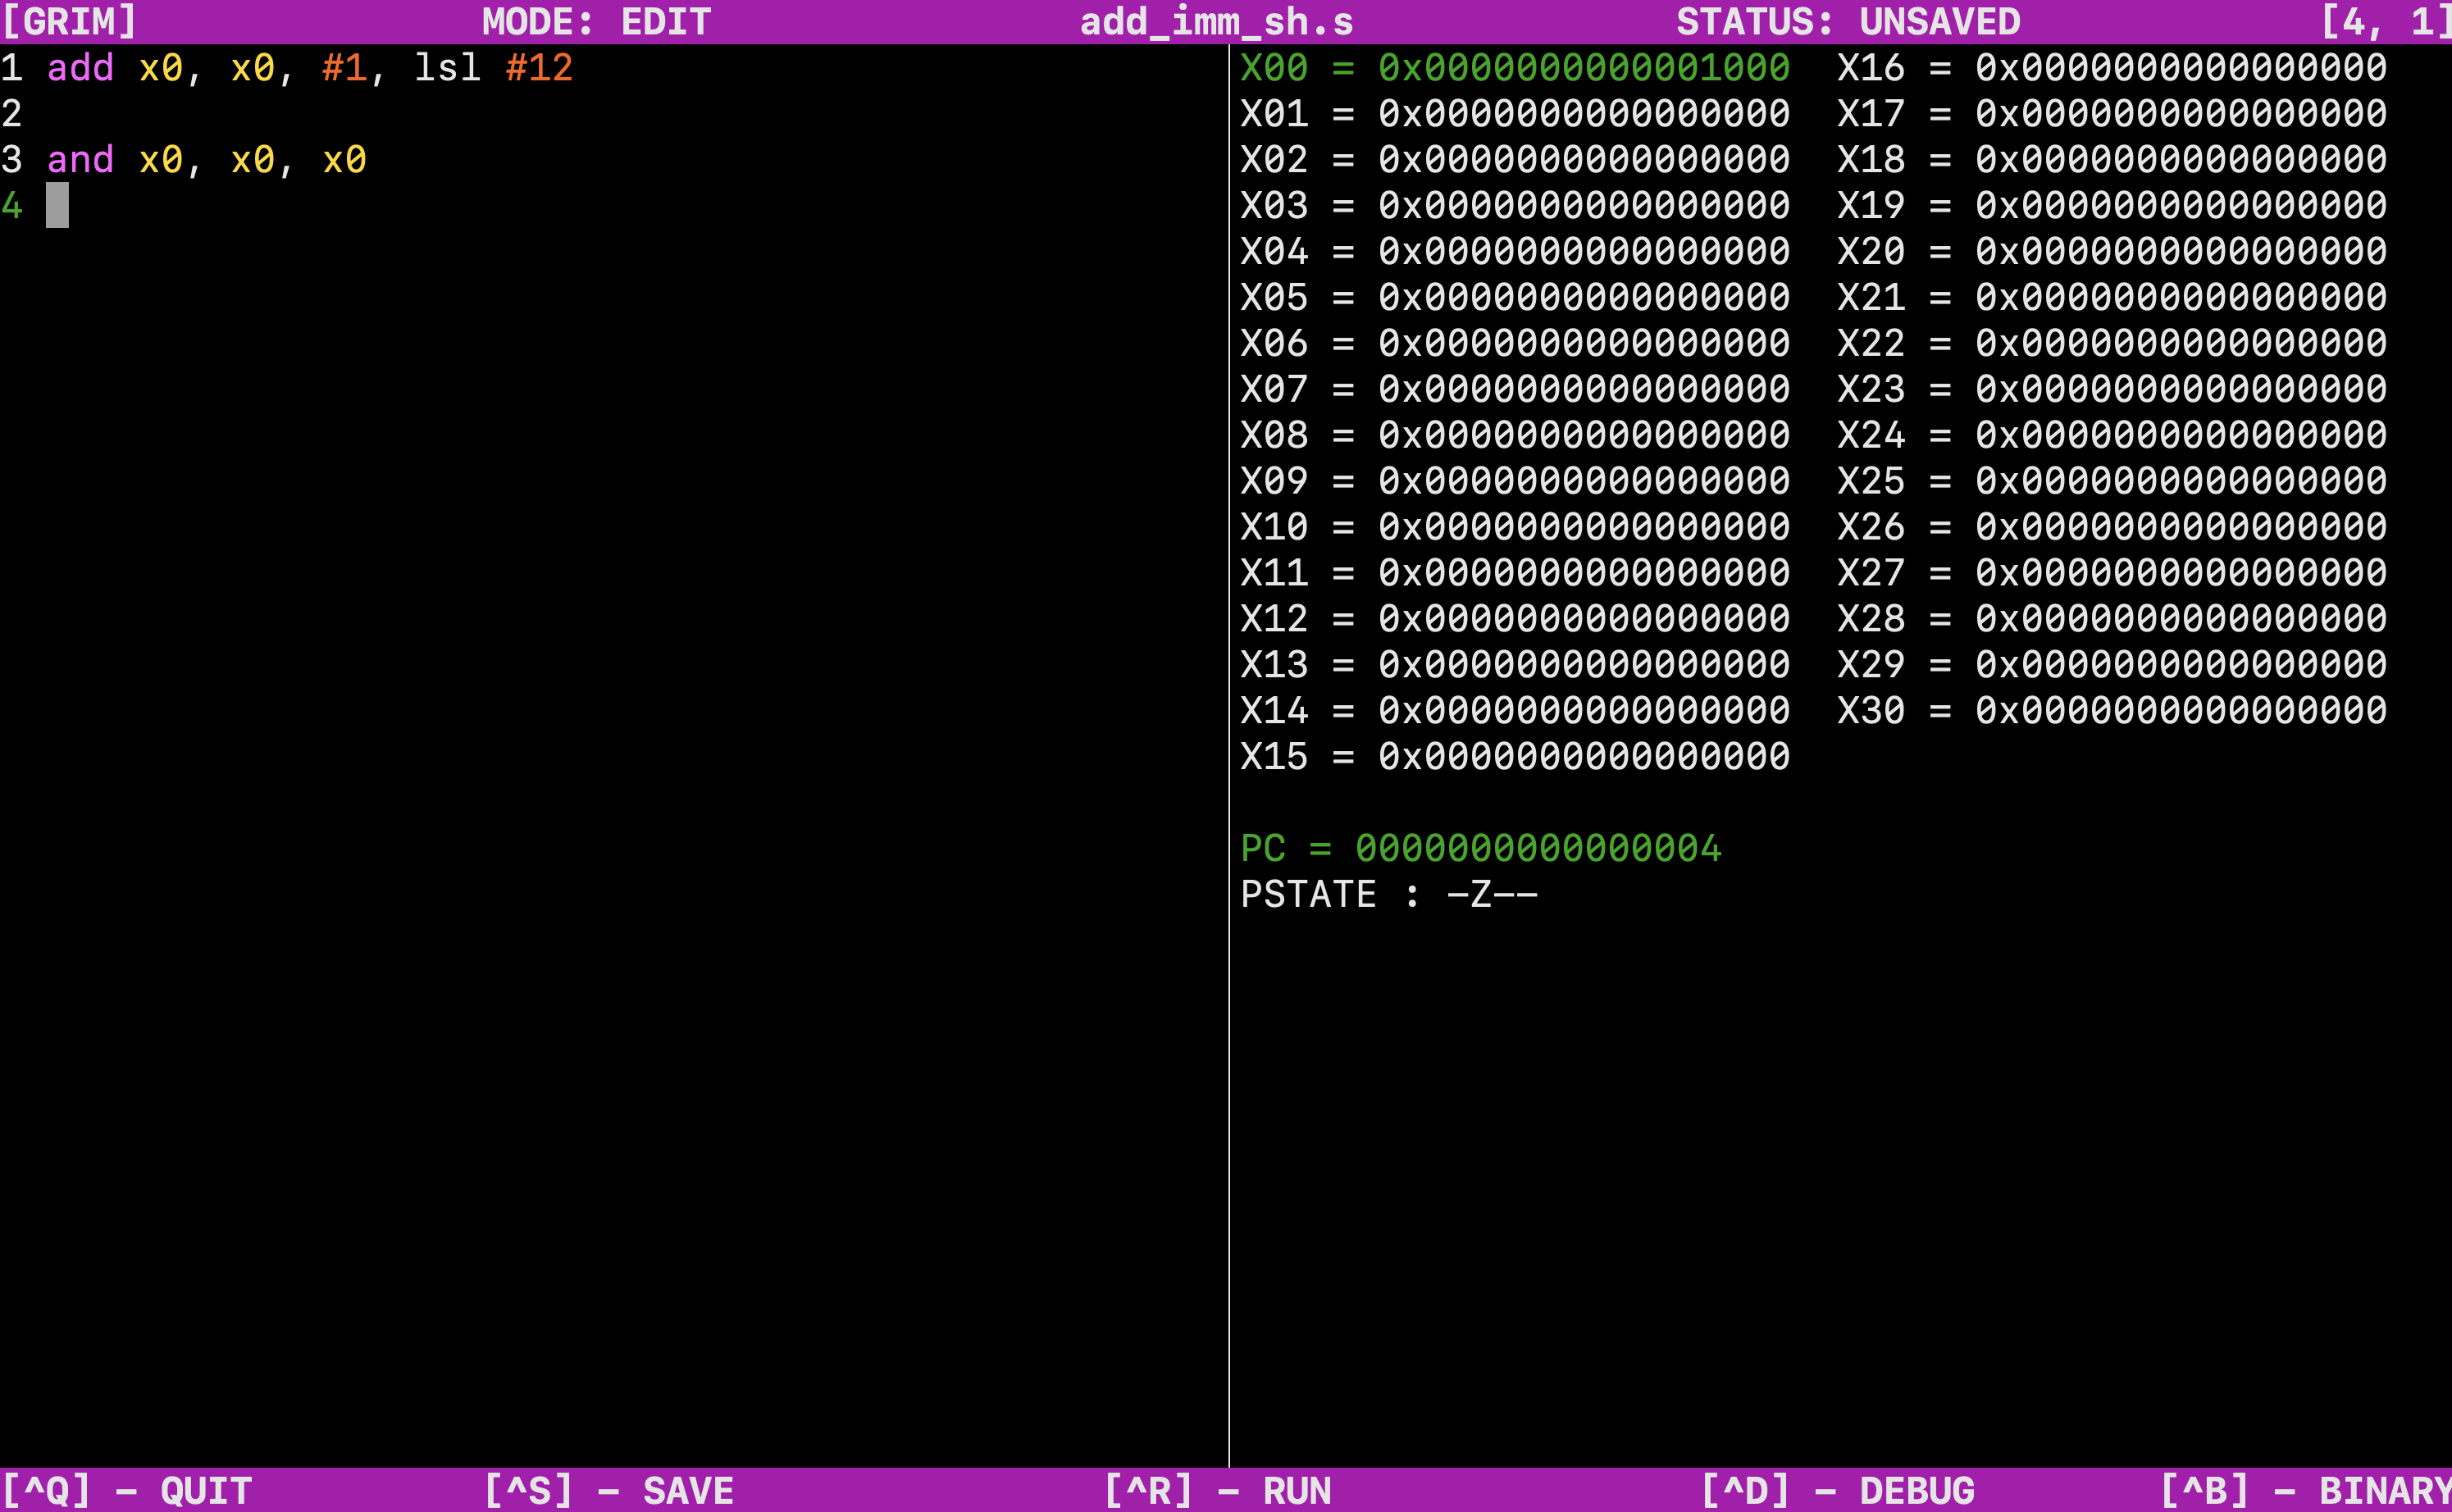 [GRIM] MODE: EDIT add_imm_sh.s STATUS: UNSAVED [4, 1]
1 add x0, x0, #1, lsl #12
2
3 and x0, x0, x0
4
X00 = 0x0000000000001000 X16 = 0x0000000000000000
X01 = 0x0000000000000000 X17 = 0x0000000000000000
X02 = 0x0000000000000000 X18 = 0x0000000000000000
X03 = 0x0000000000000000 X19 = 0x0000000000000000
X04 = 0x0000000000000000 X20 = 0x0000000000000000
X05 = 0x0000000000000000 X21 = 0x0000000000000000
X06 = 0x0000000000000000 X22 = 0x0000000000000000
X07 = 0x0000000000000000 X23 = 0x0000000000000000
X08 = 0x0000000000000000 X24 = 0x0000000000000000
X09 = 0x0000000000000000 X25 = 0x0000000000000000
X10 = 0x0000000000000000 X26 = 0x0000000000000000
X11 = 0x0000000000000000 X27 = 0x0000000000000000
X12 = 0x0000000000000000 X28 = 0x0000000000000000
X13 = 0x0000000000000000 X29 = 0x0000000000000000
X14 = 0x0000000000000000 X30 = 0x0000000000000000
X15 = 0x0000000000000000
PC = 0000000000000004
PSTATE : -Z--
[^Q] - QUIT [^S] - SAVE [^R] - RUN [^D] - DEBUG [^B] - BINARY